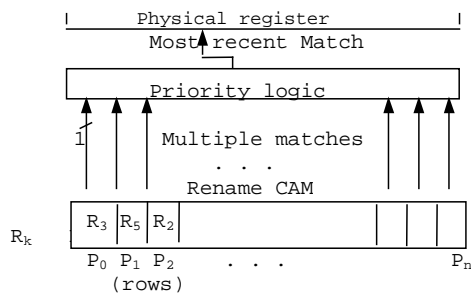 Physical register
Most recent Match
Priority logic
1
Multiple matches
. . .
Rename CAM
R3 R5 R2
Rk
P0 P1 P2 . . . Pn
(rows)